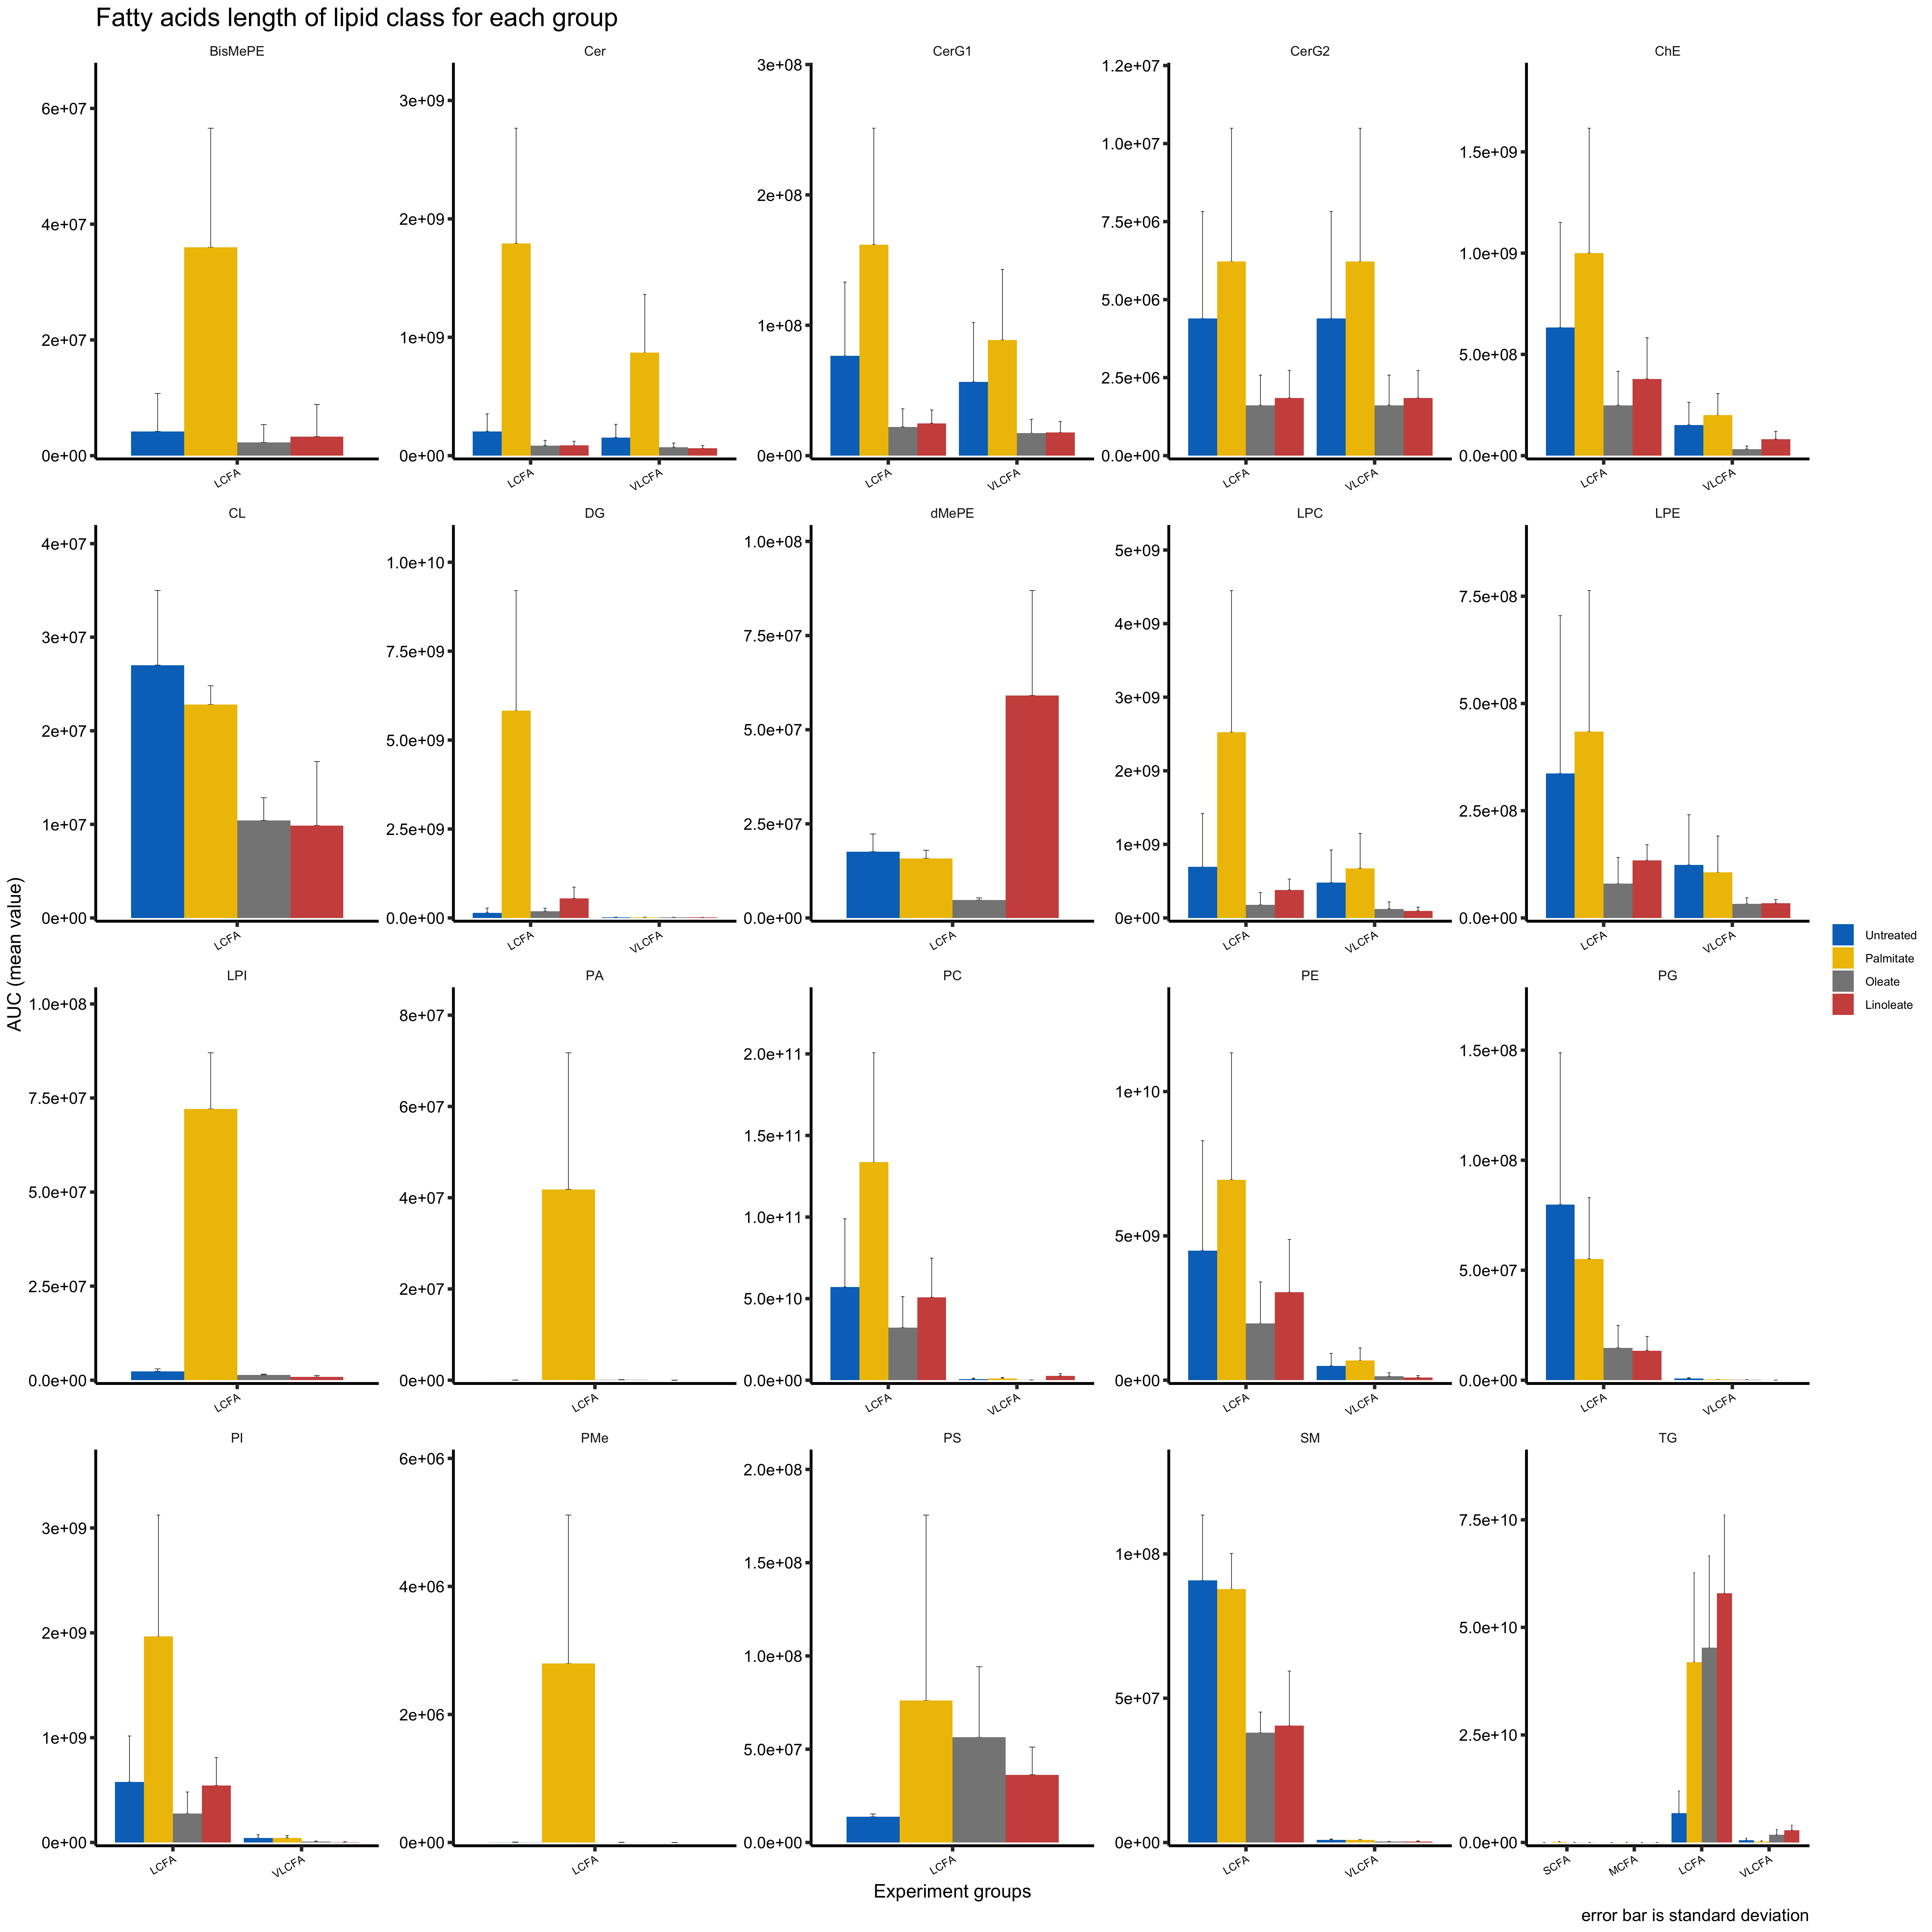 Fatty acids length of lipid class for each group
BisMePE
Cer
CerG1
CerG2
ChE
6e+07
4e+07
2e+07
0e+00
LCFA
3e+09
2e+09
1e+09
0e+00
LCFA
VLCFA
3e+08
2e+08
1e+08
0e+00
LCFA
VLCFA
1.2e+07
1.0e+07
7.5e+06
5.0e+06
2.5e+06
0.0e+00
LCFA
VLCFA
1.5e+09
1.0e+09
5.0e+08
0.0e+00
LCFA
VLCFA
CL
DG
dMePE
LPC
LPE
4e+07
3e+07
2e+07
1e+07
0e+00
LCFA
1.0e+10
7.5e+09
5.0e+09
2.5e+09
0.0e+00
LCFA
VLCFA
1.0e+08
7.5e+07
5.0e+07
2.5e+07
0.0e+00
LCFA
5e+09
4e+09
3e+09
2e+09
1e+09
0e+00
LCFA
VLCFA
7.5e+08
5.0e+08
2.5e+08
0.0e+00
LCFA
VLCFA
AUC (mean value)
Untreated
Palmitate
Oleate
Linoleate
LPI
PA
PC
PE
PG
1.0e+08
7.5e+07
5.0e+07
2.5e+07
0.0e+00
LCFA
8e+07
6e+07
4e+07
2e+07
0e+00
LCFA
2.0e+11
1.5e+11
1.0e+11
5.0e+10
0.0e+00
LCFA
VLCFA
1e+10
5e+09
0e+00
LCFA
VLCFA
1.5e+08
1.0e+08
5.0e+07
0.0e+00
LCFA
VLCFA
PI
PMe
PS
SM
TG
3e+09
2e+09
1e+09
0e+00
LCFA
VLCFA
6e+06
4e+06
2e+06
0e+00
LCFA
2.0e+08
1.5e+08
1.0e+08
5.0e+07
0.0e+00
LCFA
1e+08
5e+07
0e+00
LCFA
VLCFA
7.5e+10
5.0e+10
2.5e+10
0.0e+00
SCFA
MCFA
LCFA
VLCFA
Experiment groups
error bar is standard deviation